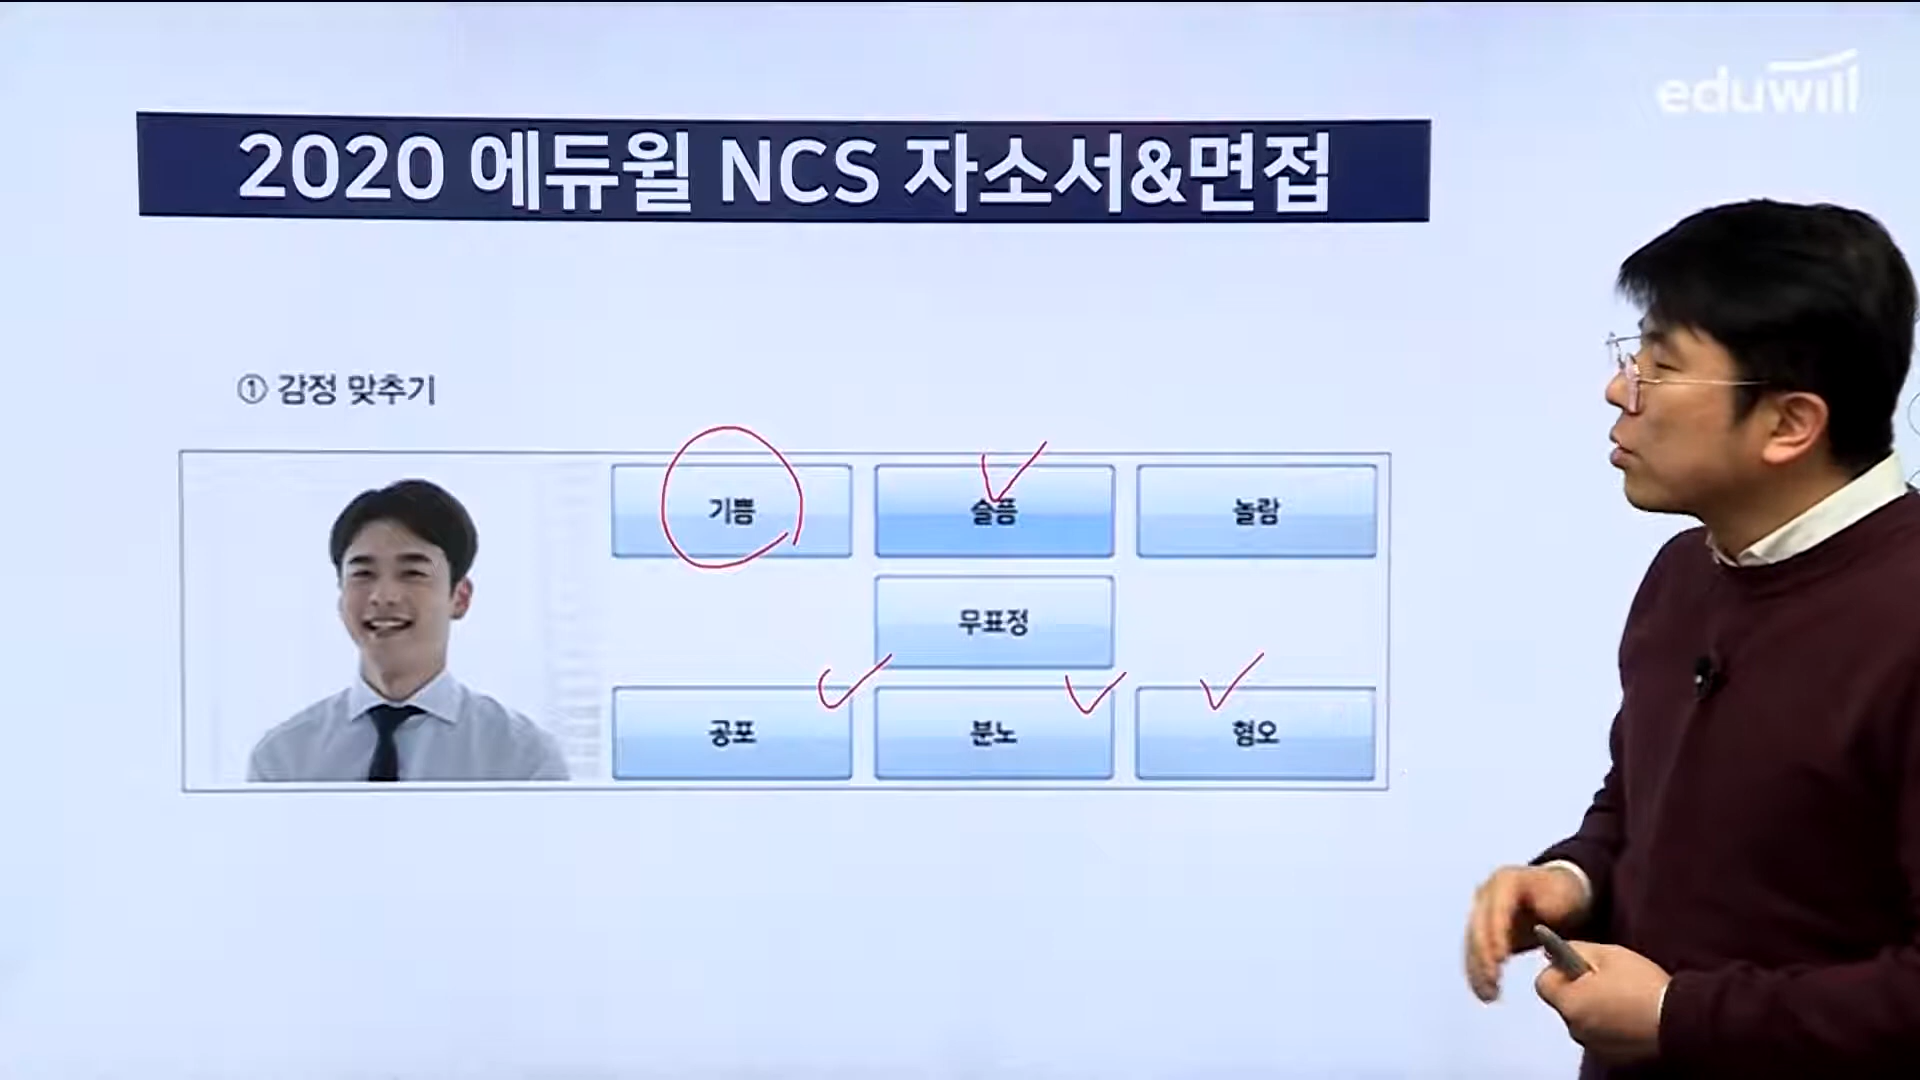 eduwill
2020 에듀윌 NCS 자소서&면접
① 감정 맞추기
기쁨 슬픔 놀람
무표정
공포 분노 혐오